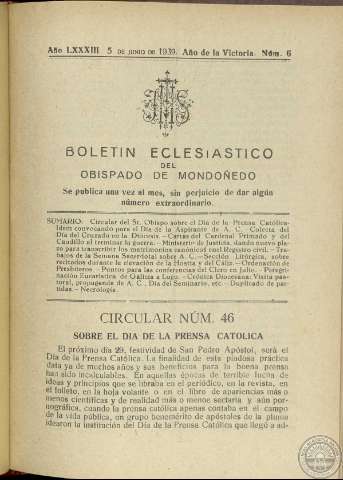 Año LXXXIII 5 DE JUNIO DE 1939. Año de la Victoria. Núm. 6
BOLETIN ECLESIASTICO
DEL
OBISPADO DE MONDOÑEDO
Se publica una vez al mes, sin perjuicio de dar algún
número extraordinario.
SUMARIO.- Circular del Sr. Obispo sobre el Día de la Prensa Católica.-
Idem convocando para el Día de la Aspirante de A. C. - Colecta del
Día del Cruzado en la Diócesis. - Cartas del Cardenal Primado y del
Caudillo al terminar la guerra. - Ministerio de Justicia, dando nuevo pla-
zo para transcribir los matrimonios canónicos en el Registro civil. - Tra-
bajos de la Semana Sacerdotal sobre A. C. - Sección Litúrgica, sobre
recitados durante la elevación de la Hostia y del Cáliz. - Ordenación de
Presbíteros - Puntos para las conferencias del Clero en Julio. - Peregri-
nación Eucarística de Gallitea a Lugo. - Crónica Diocesana: Visita pas-
toral, propaganda de A. C., Día del Seminario, etc. - Duplicado de par-
tidas. - Necrología.
CIRCULAR NÚM. 46
SOBRE EL DIA DE LA PRENSA CATOLICA
El próximo día 29, festividad de San Pedro Apóstol, será el
Día de la Prensa Católica. La finalidad de esta piadosa práctica
data ya de muchos años y sus beneficios para la buena prensa
han sido incalculables. En aquellas épocas de terrible lucha de
ideas y principios que se libraba en el periódico, en la revista, en
el folleto, en la hoja volante o en el libro de apariencias más o
menos científicas y de realidad más o menos sectaria y aún por-
nográfica, cuando la prensa católica apenas contaba en el campo
de la vida pública, un grupo benemérito de apóstoles de la pluma
idearon la institución del Día de la Prensa Católica que llegó a ad-